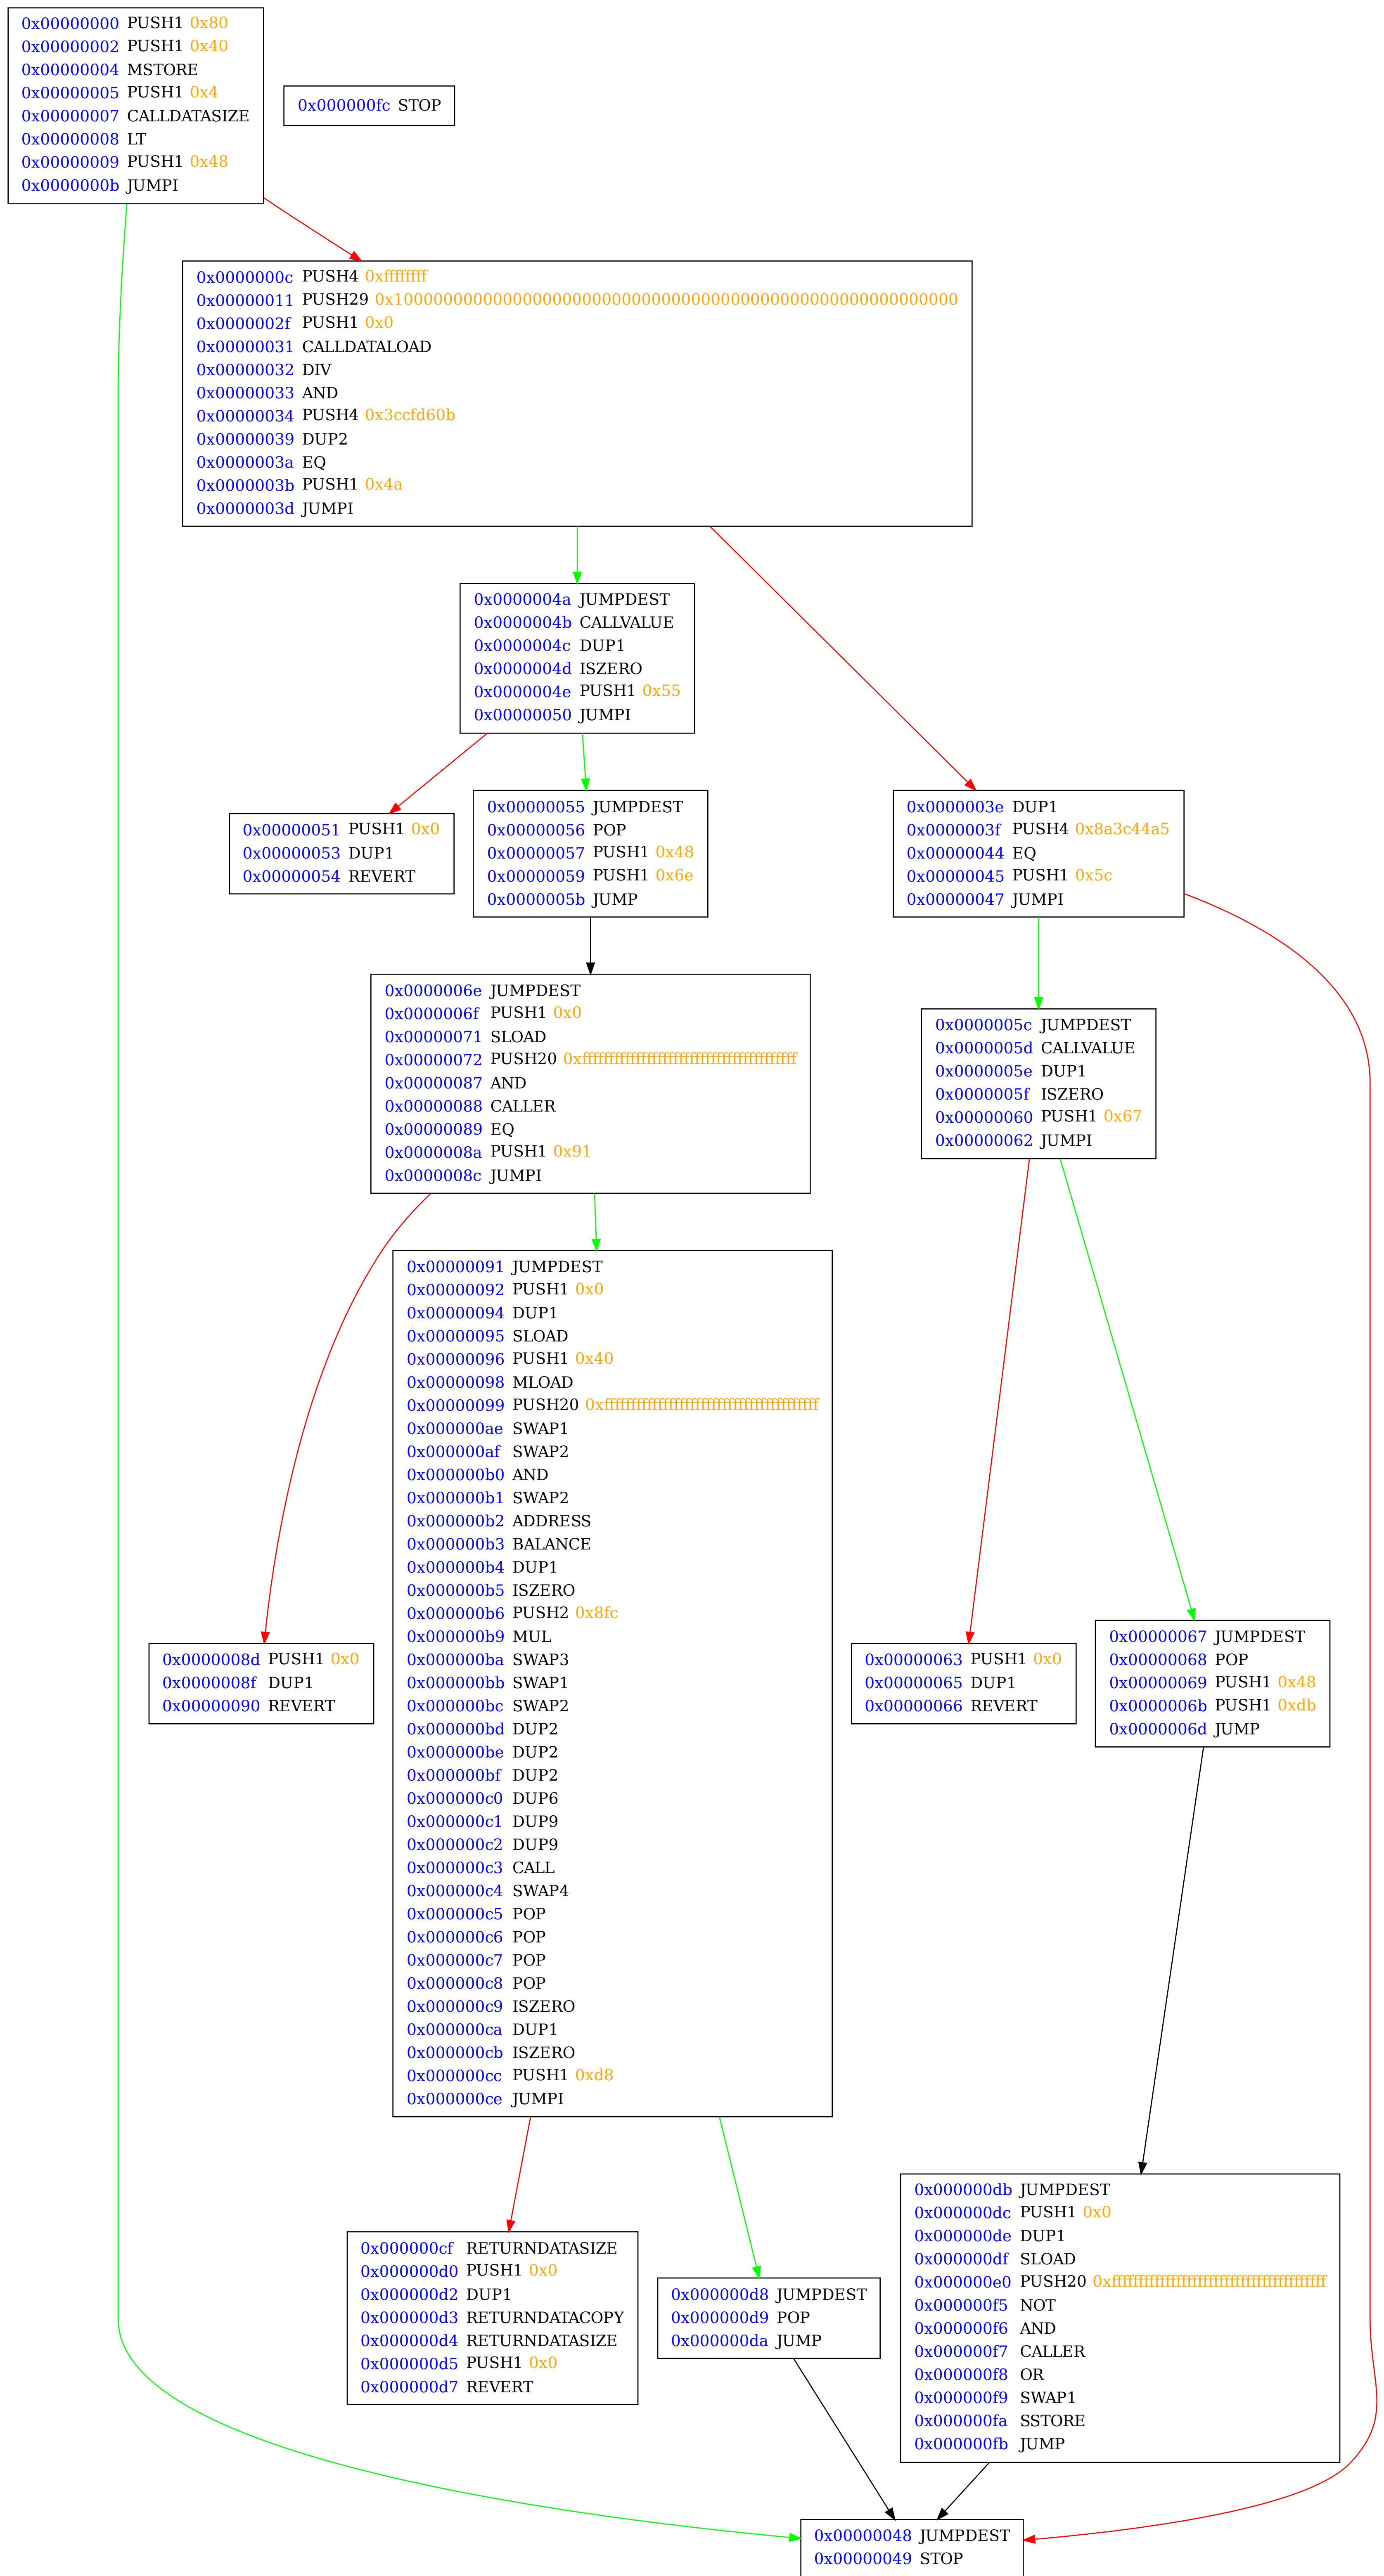 0x00000000 PUSH1 0x80
0x00000002 PUSH1 0x40
0x00000004 MSTORE
0x00000005 PUSH1 0x4
0x00000007 CALLDATASIZE
0x00000008 LT
0x00000009 PUSH1 0x48
0x0000000b JUMPI
0x000000fc STOP
0x0000000c PUSH4 0xffffffff
0x00000011 PUSH29 0x100000000000000000000000000000000000000000000000000000000
0x0000002f PUSH1 0x0
0x00000031 CALLDATALOAD
0x00000032 DIV
0x00000033 AND
0x00000034 PUSH4 0x3ccfd60b
0x00000039 DUP2
0x0000003a EQ
0x0000003b PUSH1 0x4a
0x0000003d JUMPI
0x0000004a JUMPDEST
0x0000004b CALLVALUE
0x0000004c DUP1
0x0000004d ISZERO
0x0000004e PUSH1 0x55
0x00000050 JUMPI
0x00000051 PUSH1 0x0
0x00000053 DUP1
0x00000054 REVERT
0x00000055 JUMPDEST
0x00000056 POP
0x00000057 PUSH1 0x48
0x00000059 PUSH1 0x6e
0x0000005b JUMP
0x0000003e DUP1
0x0000003f PUSH4 0x8a3c44a5
0x00000044 EQ
0x00000045 PUSH1 0x5c
0x00000047 JUMPI
0x0000006e JUMPDEST
0x0000006f PUSH1 0x0
0x00000071 SLOAD
0x00000072 PUSH20 0xffffffffffffffffffffffffffffffffffffffff
0x00000087 AND
0x00000088 CALLER
0x00000089 EQ
0x0000008a PUSH1 0x91
0x0000008c JUMPI
0x0000005c JUMPDEST
0x0000005d CALLVALUE
0x0000005e DUP1
0x0000005f ISZERO
0x00000060 PUSH1 0x67
0x00000062 JUMPI
0x00000091 JUMPDEST
0x00000092 PUSH1 0x0
0x00000094 DUP1
0x00000095 SLOAD
0x00000096 PUSH1 0x40
0x00000098 MLOAD
0x00000099 PUSH20 0xffffffffffffffffffffffffffffffffffffffff
0x000000ae SWAP1
0x000000af SWAP2
0x000000b0 AND
0x000000b1 SWAP2
0x000000b2 ADDRESS
0x000000b3 BALANCE
0x000000b4 DUP1
0x000000b5 ISZERO
0x000000b6 PUSH2 0x8fc
0x000000b9 MUL
0x000000ba SWAP3
0x000000bb SWAP1
0x000000bc SWAP2
0x000000bd DUP2
0x000000be DUP2
0x000000bf DUP2
0x000000c0 DUP6
0x000000c1 DUP9
0x000000c2 DUP9
0x000000c3 CALL
0x000000c4 SWAP4
0x000000c5 POP
0x000000c6 POP
0x000000c7 POP
0x000000c8 POP
0x000000c9 ISZERO
0x000000ca DUP1
0x000000cb ISZERO
0x000000cc PUSH1 0xd8
0x000000ce JUMPI
0x0000008d PUSH1 0x0
0x0000008f DUP1
0x00000090 REVERT
0x00000063 PUSH1 0x0
0x00000065 DUP1
0x00000066 REVERT
0x00000067 JUMPDEST
0x00000068 POP
0x00000069 PUSH1 0x48
0x0000006b PUSH1 0xdb
0x0000006d JUMP
0x000000cf RETURNDATASIZE
0x000000d0 PUSH1 0x0
0x000000d2 DUP1
0x000000d3 RETURNDATACOPY
0x000000d4 RETURNDATASIZE
0x000000d5 PUSH1 0x0
0x000000d7 REVERT
0x000000d8 JUMPDEST
0x000000d9 POP
0x000000da JUMP
0x000000db JUMPDEST
0x000000dc PUSH1 0x0
0x000000de DUP1
0x000000df SLOAD
0x000000e0 PUSH20 0xffffffffffffffffffffffffffffffffffffffff
0x000000f5 NOT
0x000000f6 AND
0x000000f7 CALLER
0x000000f8 OR
0x000000f9 SWAP1
0x000000fa SSTORE
0x000000fb JUMP
0x00000048 JUMPDEST
0x00000049 STOP